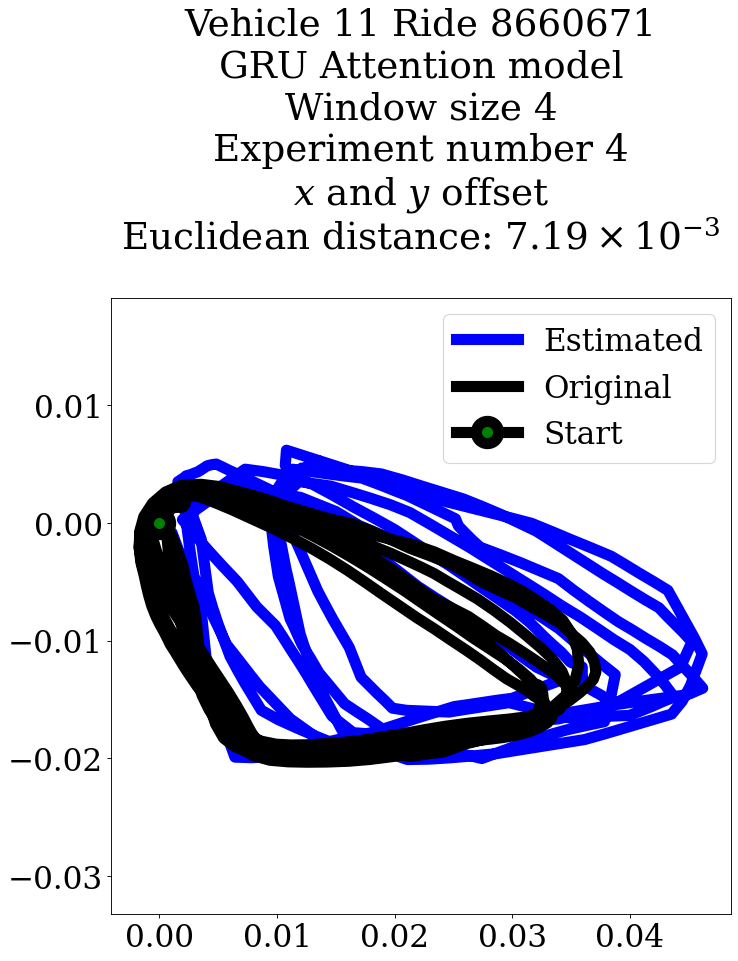 Vehicle 11 Ride 8660671
GRU Attention model
Window size 4
Experiment number 4
x and y offset
Euclidean distance: 7.19 × 10⁻³
Estimated
Original
Start
0.01
0.00
−0.01
−0.02
−0.03
0.00 0.01 0.02 0.03 0.04